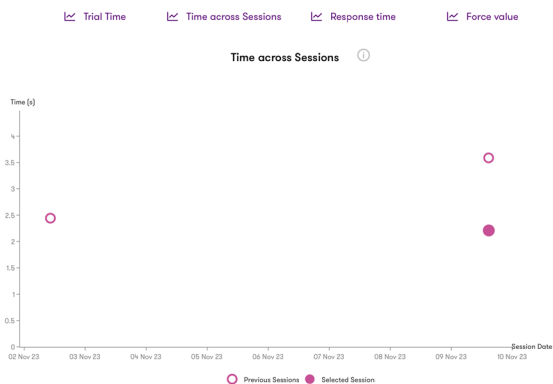 Trial Time
Time across Sessions
Response time
Force value
Time across Sessions
Time (s)
4
3.5
3
2.5
2
1.5
1
0.5
0
Session Date
02 Nov 23
03 Nov 23
04 Nov 23
05 Nov 23
06 Nov 23
07 Nov 23
08 Nov 23
09 Nov 23
10 Nov 23
Previous Sessions
Selected Session